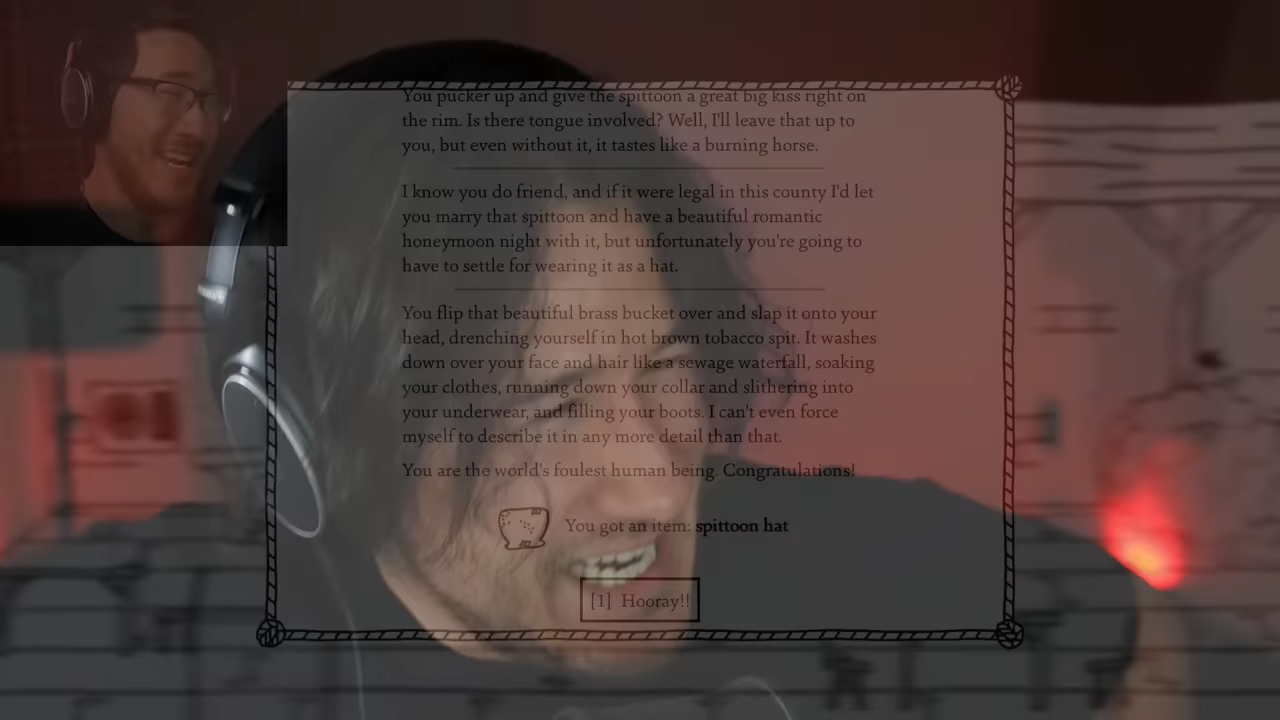 You pucker up and give the spittoon a great big kiss right on
the rim. Is there tongue involved? Well, I'll leave that up to
you, but even without it, it tastes like a burning horse.
I know you do friend, and if it were legal in this county I'd let
you marry that spittoon and have a beautiful romantic
honeymoon night with it, but unfortunately you're going to
have to settle for wearing it as a hat.
You flip that beautiful brass bucket over and slap it onto your
head, drenching yourself in hot brown tobacco spit. It washes
down over your face and hair like a sewage waterfall, soaking
your clothes, running down your collar and slithering into
your underwear, and filling your boots. I can't even force
myself to describe it in any more detail than that.
You are the world's foulest human being. Congratulations!
You got an item: spittoon hat
[1] Hooray!!